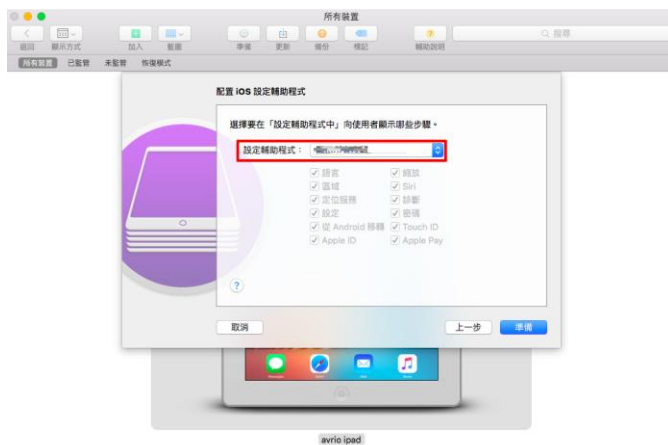 所有裝置
返回 顯示方式 加入 藍圖 準備 更新 備份 標記 輔助說明 搜尋
所有裝置 已監管 未監管 恢復模式
配置 iOS 設定輔助程式
選擇要在「設定輔助程式中」向使用者顯示哪些步驟。
設定輔助程式：
語言 縮放
區域 Siri
定位服務 診斷
設定 密碼
從 Android 移轉 Touch ID
Apple ID Apple Pay
?
取消 上一步 準備
avrio ipad